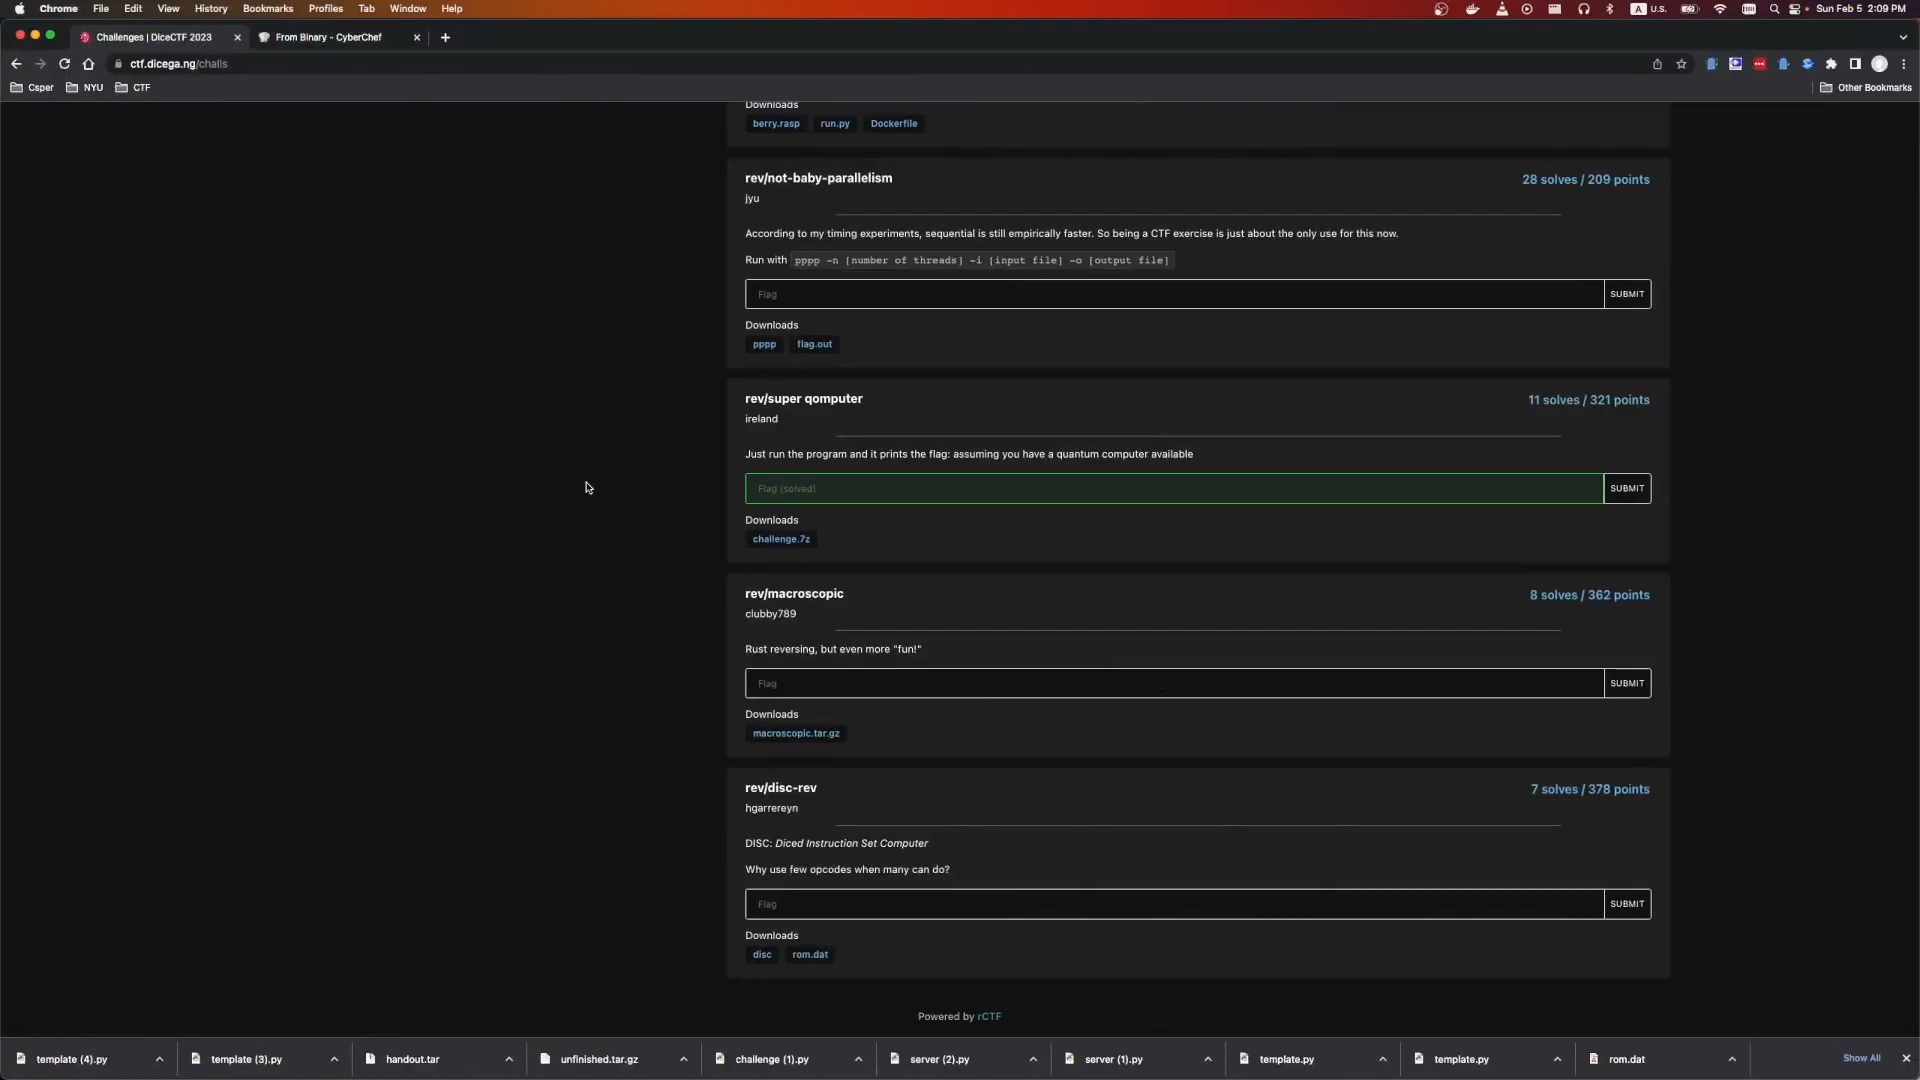 Chrome File Edit View History Bookmarks Profiles Tab Window Help
A U.S. Sun Feb 5 2:09 PM
Challenges | DiceCTF 2023 From Binary - CyberChef
ctf.dicega.ng/challs
Csper NYU CTF Other Bookmarks
Downloads
berry.rasp run.py Dockerfile
rev/not-baby-parallelism 28 solves / 209 points
jyu
According to my timing experiments, sequential is still empirically faster. So being a CTF exercise is just about the only use for this now.
Run with pppp -n [number of threads] -i [input file] -o [output file]
Flag SUBMIT
Downloads
pppp flag.out
rev/super qomputer 11 solves / 321 points
ireland
Just run the program and it prints the flag: assuming you have a quantum computer available
Flag (solved) SUBMIT
Downloads
challenge.7z
rev/macroscopic 8 solves / 362 points
clubby789
Rust reversing, but even more "fun!"
Flag SUBMIT
Downloads
macroscopic.tar.gz
rev/disc-rev 7 solves / 378 points
hgarrereyn
DISC: Diced Instruction Set Computer
Why use few opcodes when many can do?
Flag SUBMIT
Downloads
disc rom.dat
Powered by rCTF
template (4).py template (3).py handout.tar unfinished.tar.gz challenge (1).py server (2).py server (1).py template.py template.py rom.dat Show All